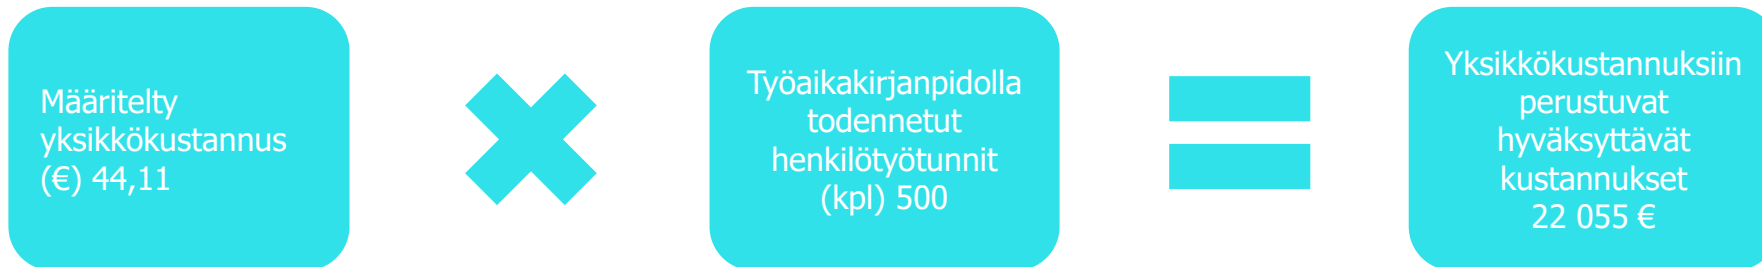 Määritelty
yksikkökustannus
(€) 44,11
Työaikakirjanpidolla
todennetut
henkilötyötunnit
(kpl) 500
Yksikkökustannuksiin
perustuvat
hyväksyttävät
kustannukset
22 055 €